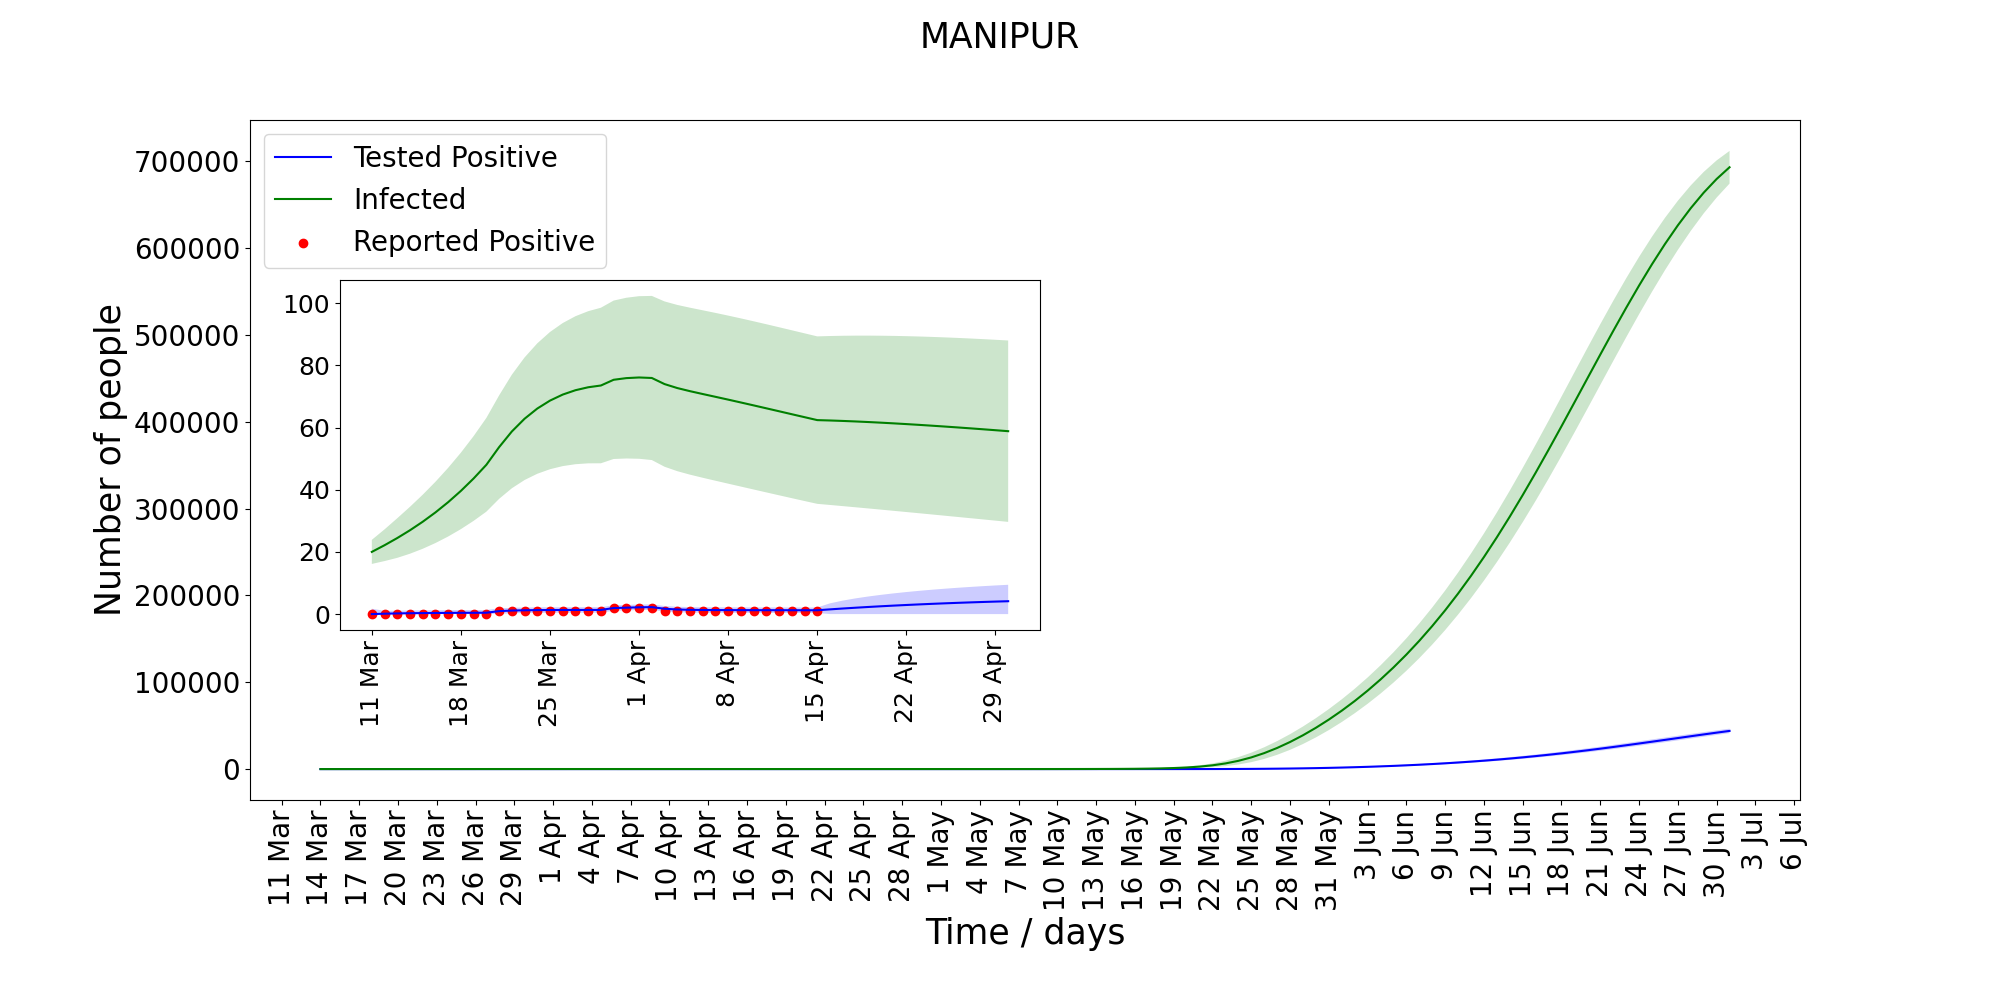 MANIPUR
Tested Positive
Infected
Reported Positive
Number of people
700000
600000
500000
400000
300000
200000
100000
0
100
80
60
40
20
0
11 Mar
18 Mar
25 Mar
1 Apr
8 Apr
15 Apr
22 Apr
29 Apr
11 Mar
14 Mar
17 Mar
20 Mar
23 Mar
26 Mar
29 Mar
1 Apr
4 Apr
7 Apr
10 Apr
13 Apr
16 Apr
19 Apr
22 Apr
25 Apr
28 Apr
1 May
4 May
7 May
10 May
13 May
16 May
19 May
22 May
25 May
28 May
31 May
3 Jun
6 Jun
9 Jun
12 Jun
15 Jun
18 Jun
21 Jun
24 Jun
27 Jun
30 Jun
3 Jul
6 Jul
Time / days